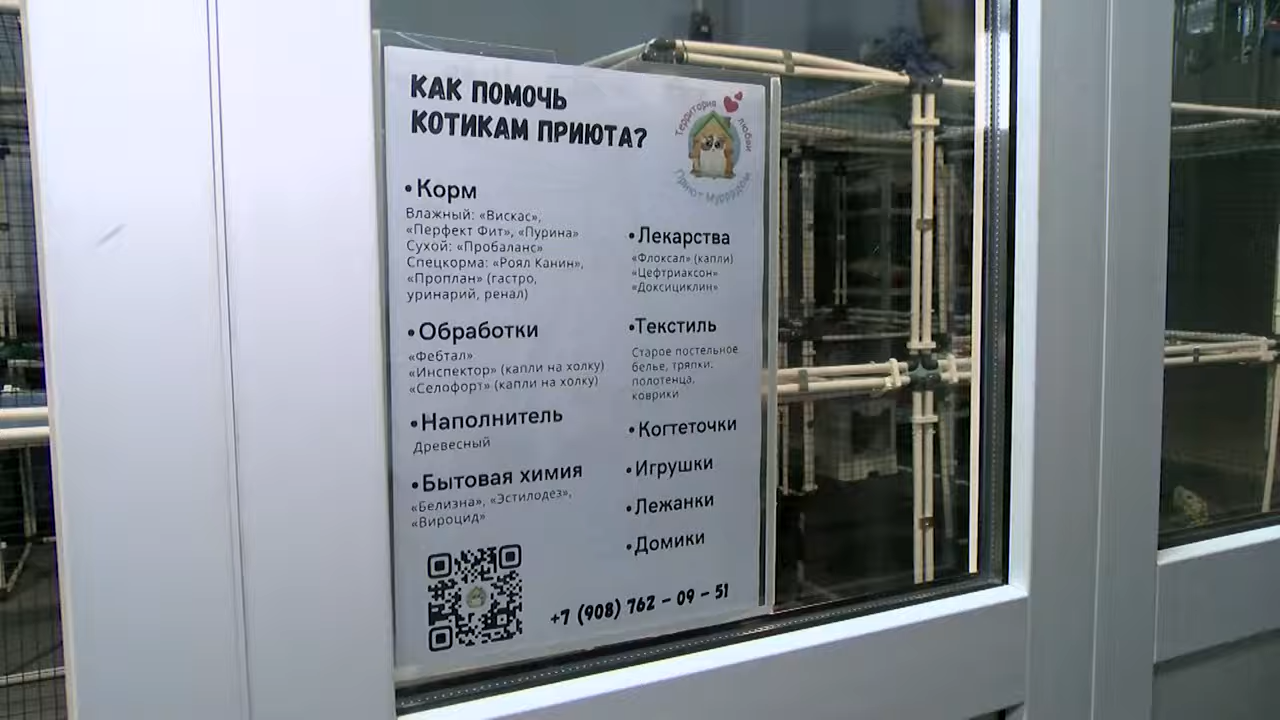 КАК ПОМОЧЬ
КОТИКАМ ПРИЮТА?
Территория любви
Приют Мурррдом
•Корм
Влажный: «Вискас»,
«Перфект Фит», «Пурина»
Сухой: «Пробаланс»
Спецкорма: «Роял Канин»,
«Проплан» (гастро,
уринарий, ренал)
•Обработки
«Фебтал»
«Инспектор» (капли на холку)
«Селофорт» (капли на холку)
•Наполнитель
Древесный
•Бытовая химия
«Белизна», «Эстилодез»,
«Вироцид»
•Лекарства
«Флоксал» (капли)
«Цефтриаксон»
«Доксициклин»
•Текстиль
Старое постельное
белье, тряпки:
полотенца,
коврики
•Когтеточки
•Игрушки
•Лежанки
•Домики
+7 (908) 762 – 09 – 51